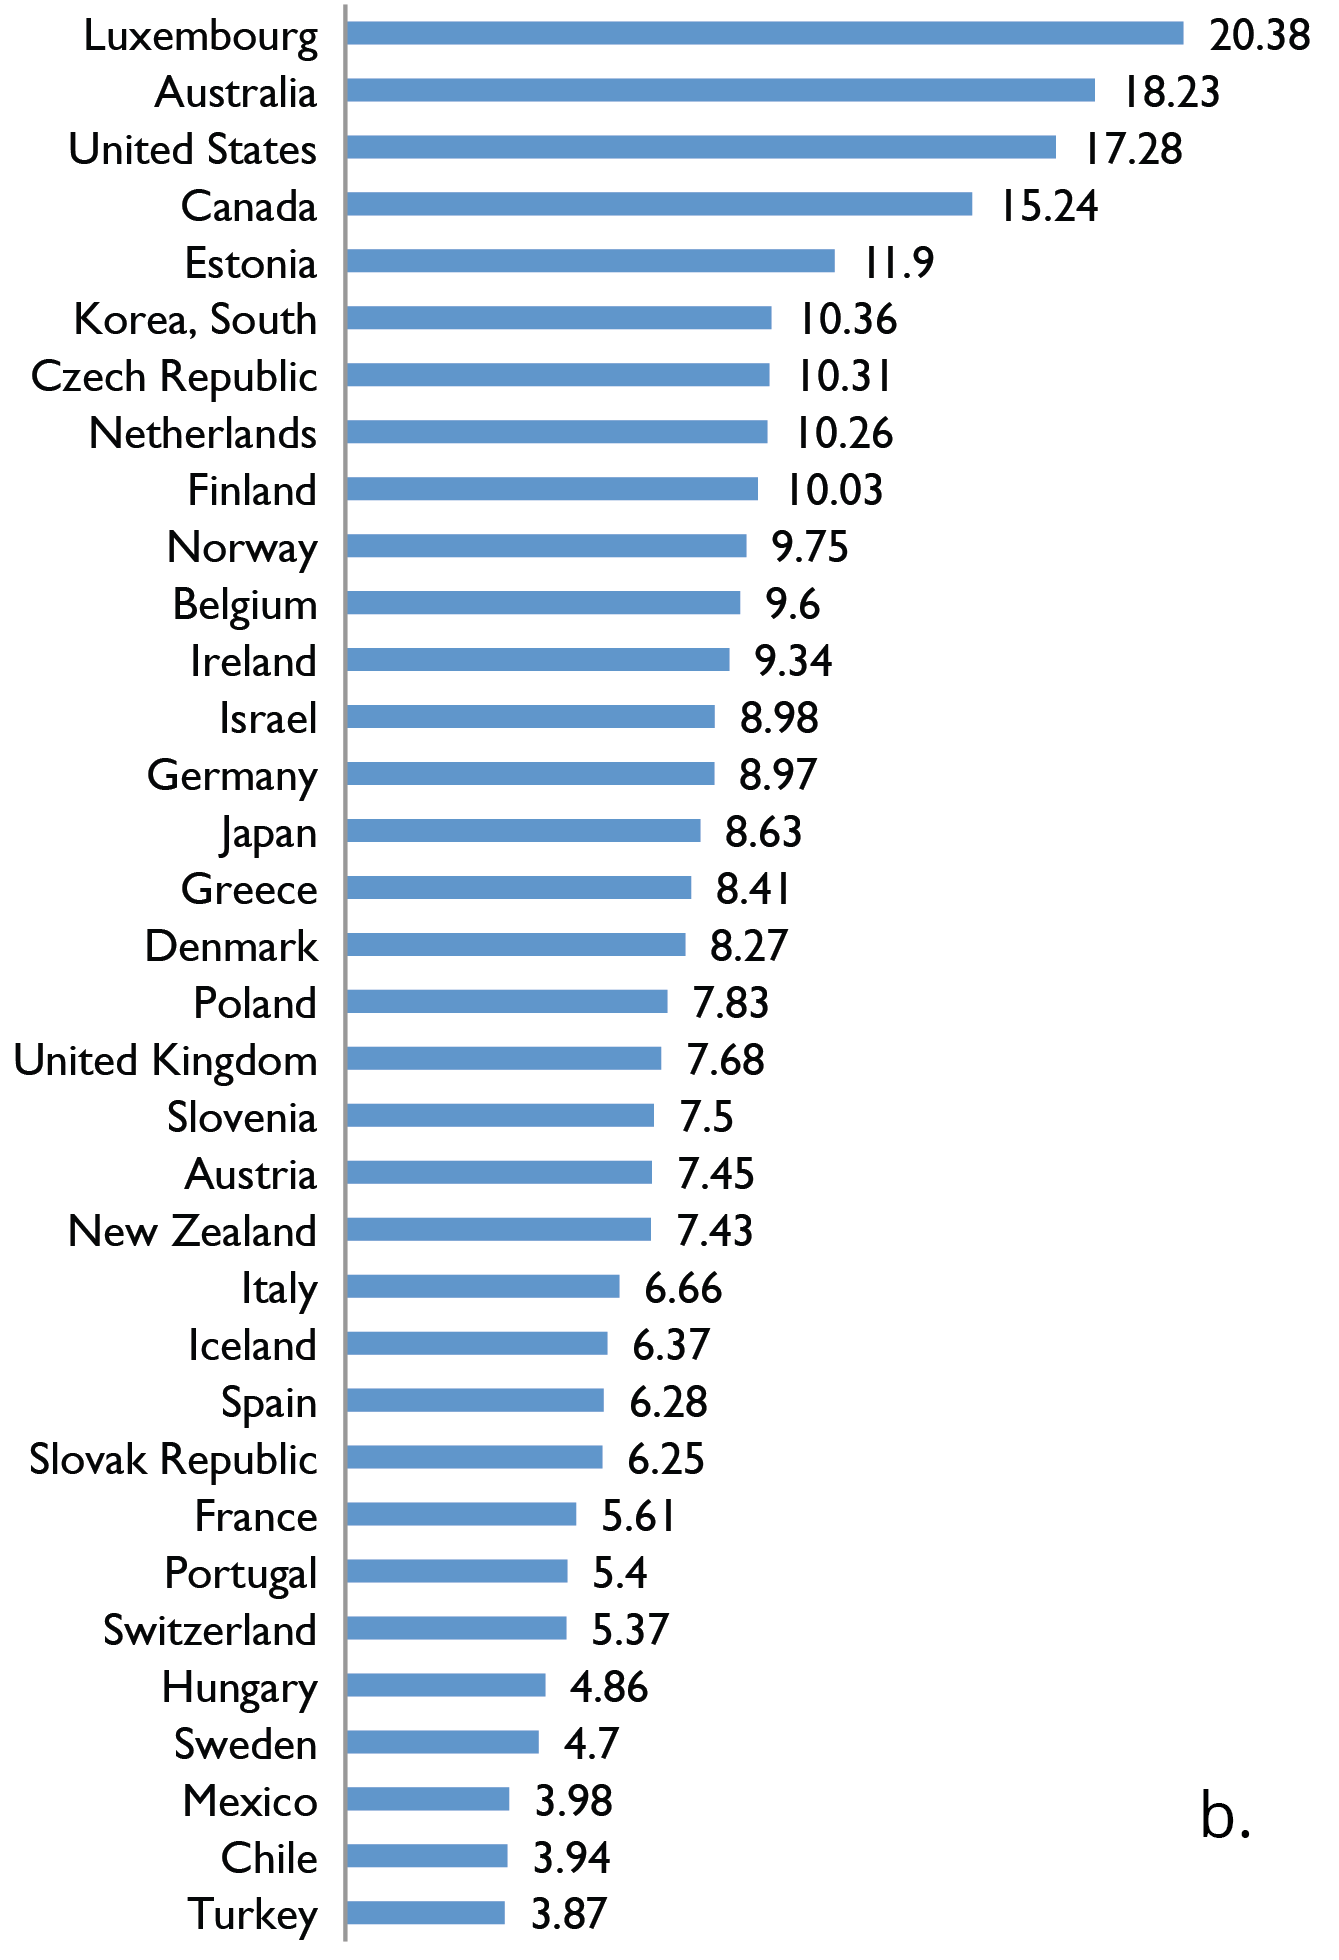 Luxembourg 20.38
Australia 18.23
United States 17.28
Canada 15.24
Estonia 11.9
Korea, South 10.36
Czech Republic 10.31
Netherlands 10.26
Finland 10.03
Norway 9.75
Belgium 9.6
Ireland 9.34
Israel 8.98
Germany 8.97
Japan 8.63
Greece 8.41
Denmark 8.27
Poland 7.83
United Kingdom 7.68
Slovenia 7.5
Austria 7.45
New Zealand 7.43
Italy 6.66
Iceland 6.37
Spain 6.28
Slovak Republic 6.25
France 5.61
Portugal 5.4
Switzerland 5.37
Hungary 4.86
Sweden 4.7
Mexico 3.98
b.
Chile 3.94
Turkey 3.87